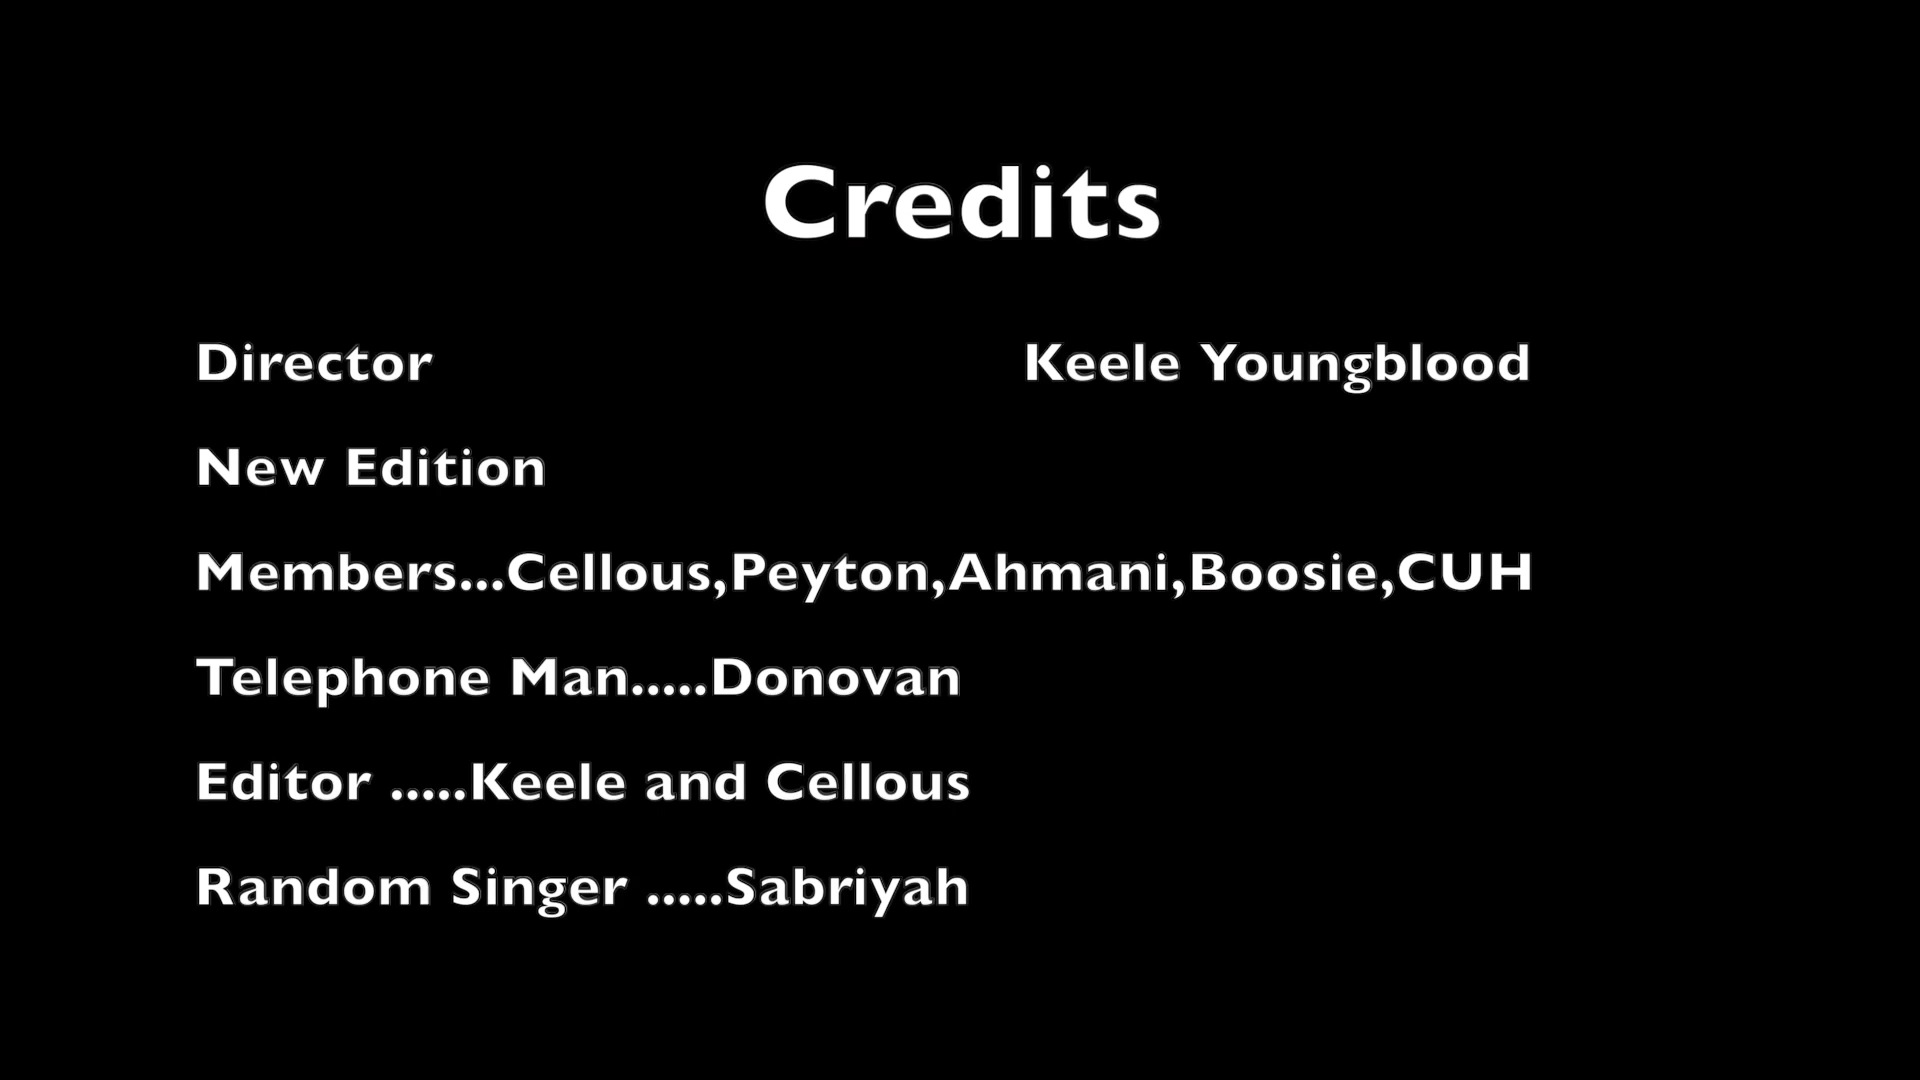 Credits
Director Keele Youngblood
New Edition
Members...Cellous,Peyton,Ahmani,Boosie,CUH
Telephone Man.....Donovan
Editor .....Keele and Cellous
Random Singer .....Sabriyah